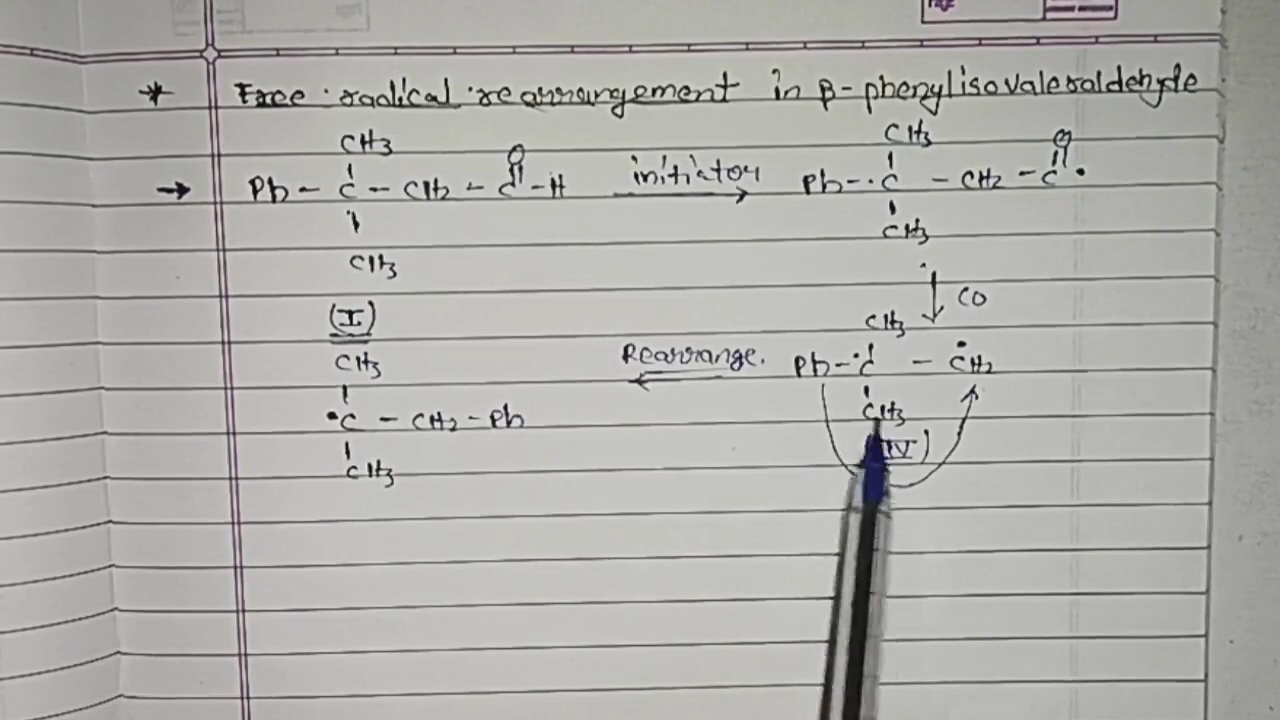 * Free radical rearrangement in β-phenylisovaleraldehyde
CH3 CH3
→ Ph - C - CH2 - C - H initiator Ph - C - CH2 - C •
O O
CH3 CH3
(I) CO
CH3 CH3
Rearrange. Ph - C - CH2
•C - CH2 - Ph CH3
(IV)
CH3